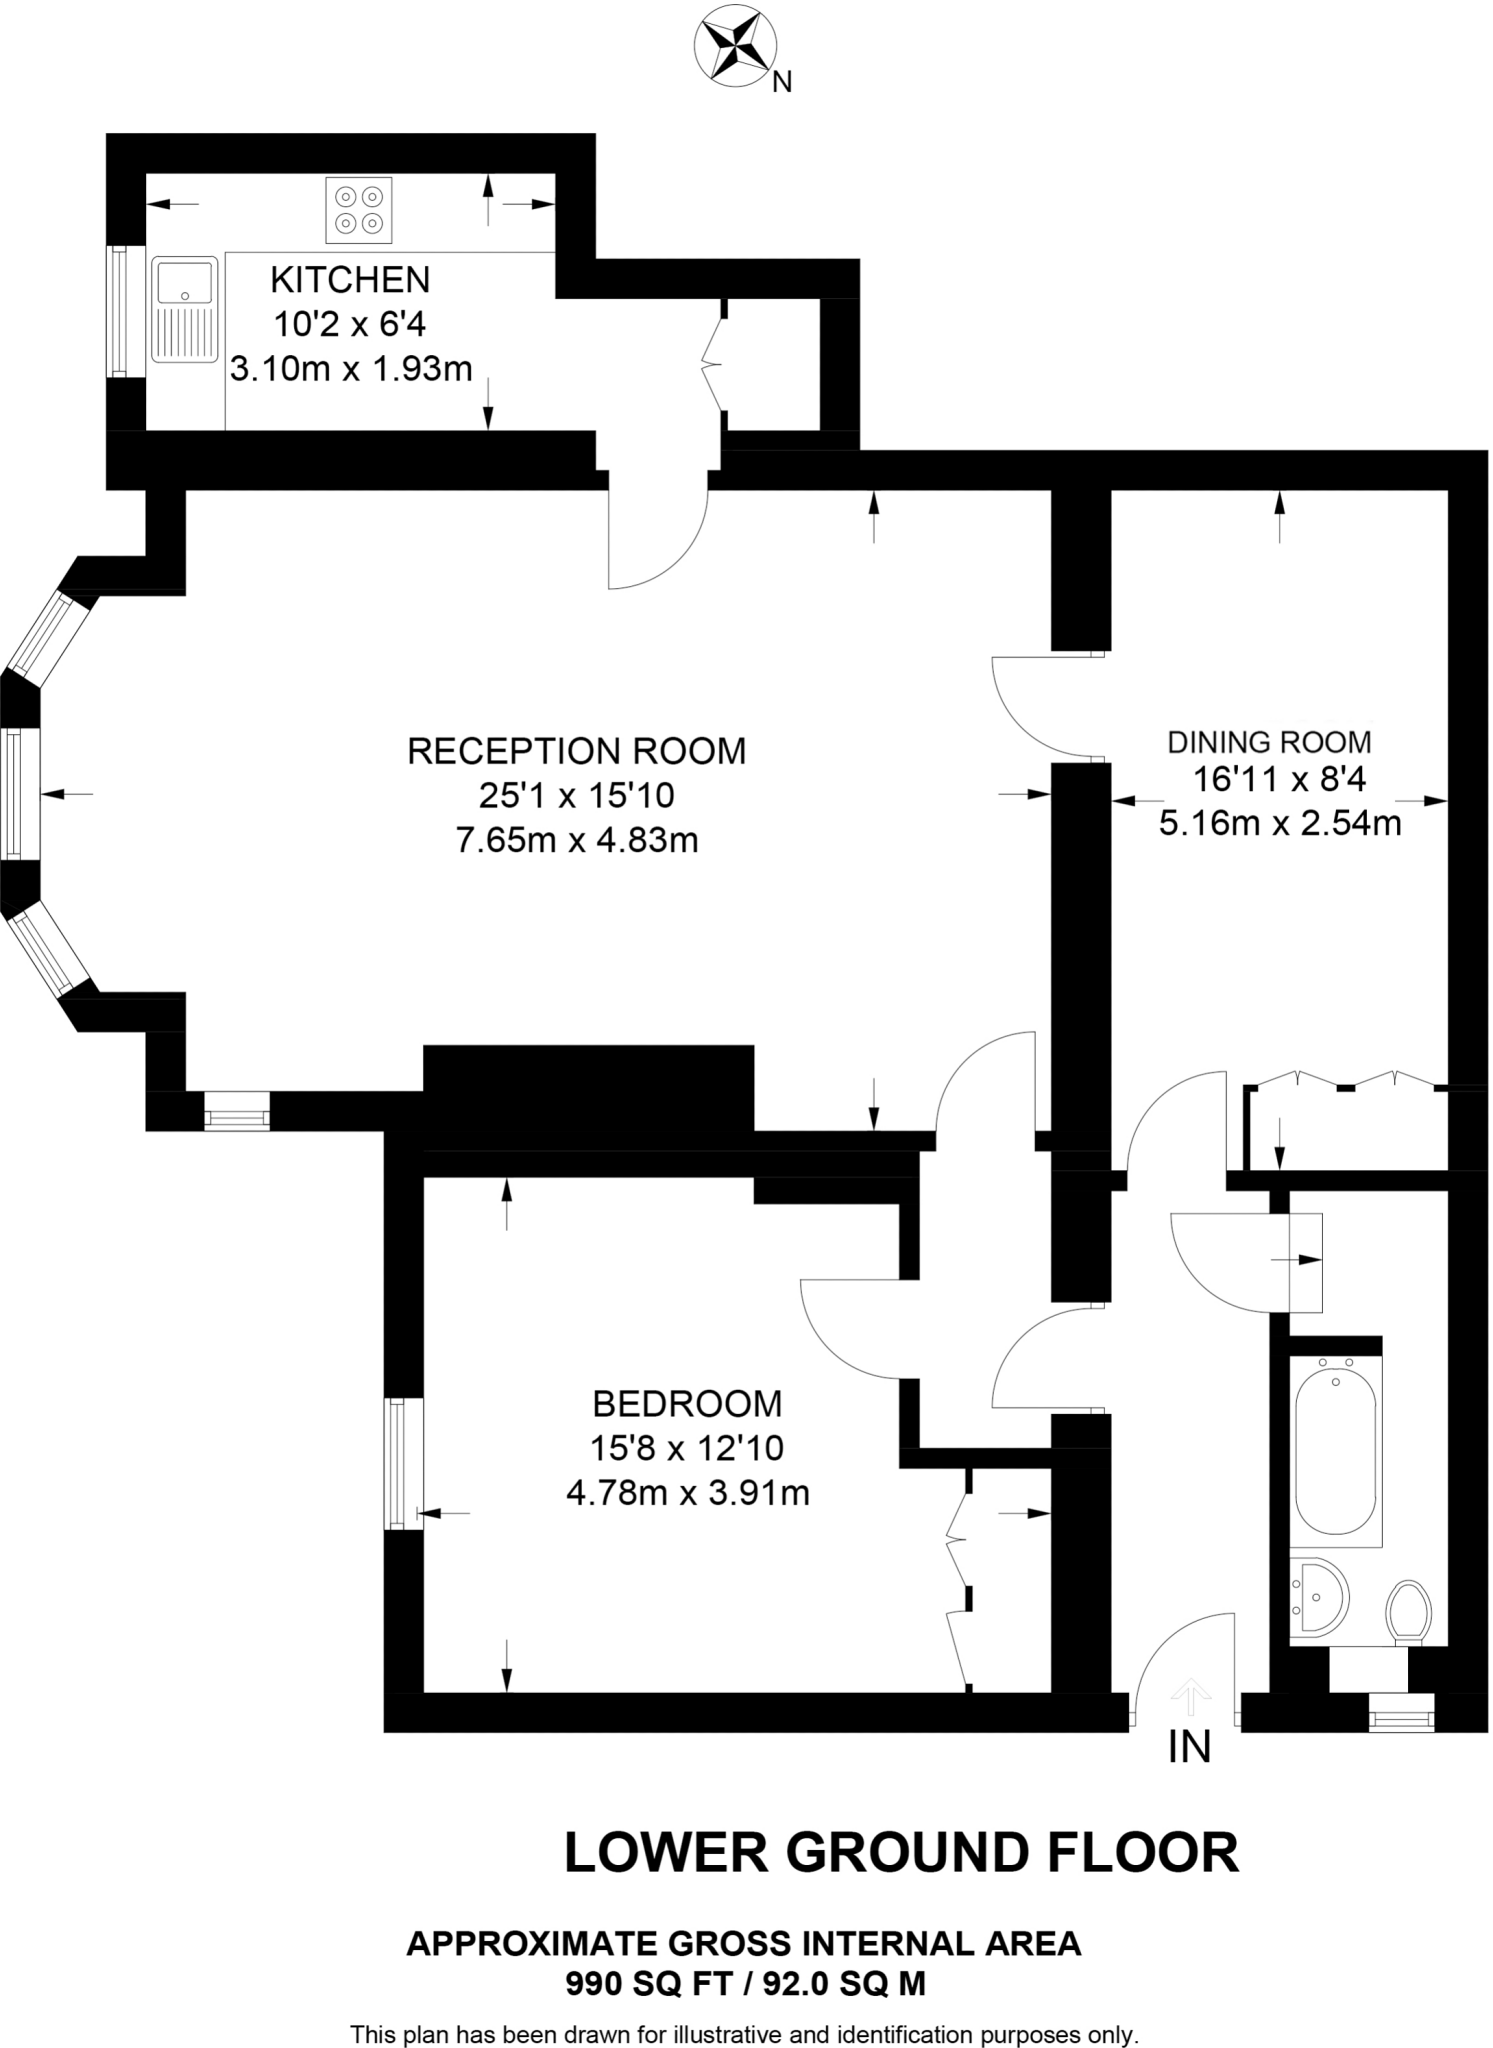 N
KITCHEN
10'2 x 6'4
3.10m x 1.93m
RECEPTION ROOM
25'1 x 15'10
7.65m x 4.83m
DINING ROOM
16'11 x 8'4
5.16m x 2.54m
BEDROOM
15'8 x 12'10
4.78m x 3.91m
IN
LOWER GROUND FLOOR
APPROXIMATE GROSS INTERNAL AREA
990 SQ FT / 92.0 SQ M
This plan has been drawn for illustrative and identification purposes only.